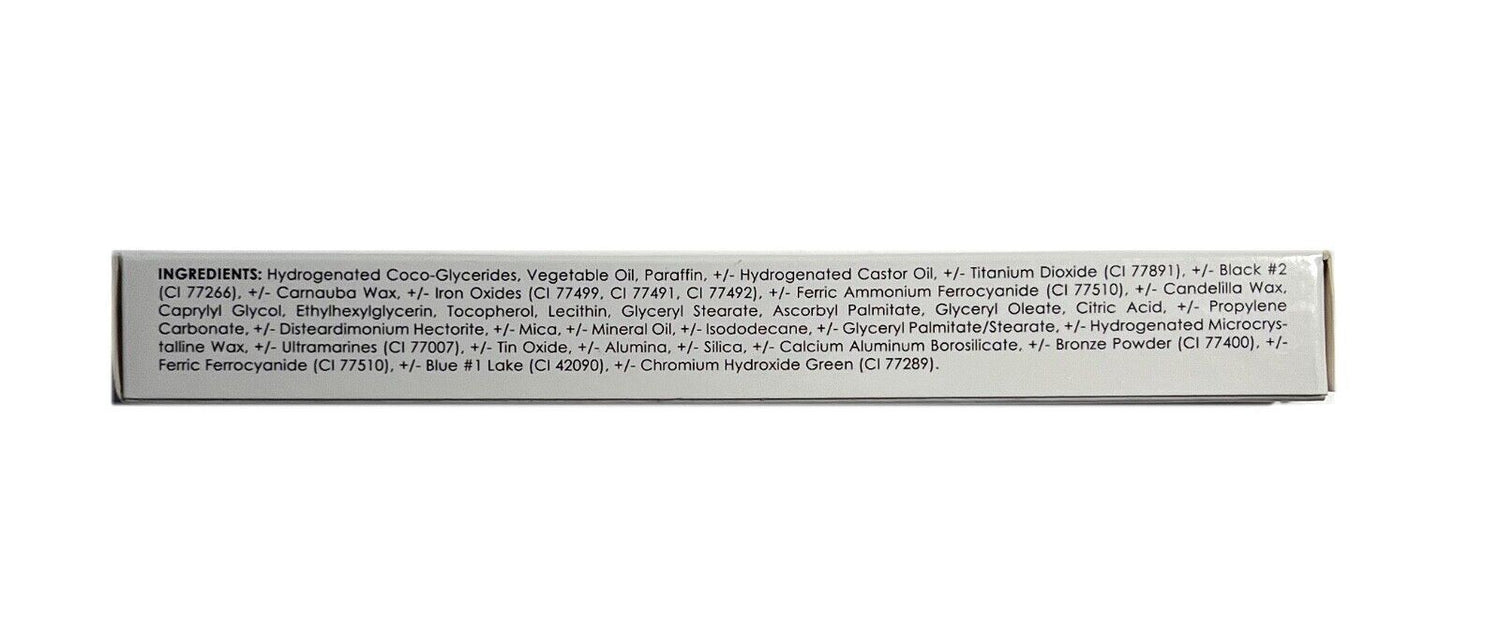 INGREDIENTS: Hydrogenated Coco-Glycerides, Vegetable Oil, Paraffin, +/- Hydrogenated Castor Oil, +/- Titanium Dioxide (CI 77891), +/- Black #2
(CI 77266), +/- Carnauba Wax, +/- Iron Oxides (CI 77499, CI 77491, CI 77492), +/- Ferric Ammonium Ferrocyanide (CI 77510), +/- Candelilla Wax,
Caprylyl Glycol, Ethylhexylglycerin, Tocopherol, Lecithin, Glyceryl Stearate, Ascorbyl Palmitate, Glyceryl Oleate, Citric Acid, +/- Propylene
Carbonate, +/- Disteardimonium Hectorite, +/- Mica, +/- Mineral Oil, +/- Isododecane, +/- Glyceryl Palmitate/Stearate, +/- Hydrogenated Microcrys-
talline Wax, +/- Ultramarines (CI 77007), +/- Tin Oxide, +/- Alumina, +/- Silica, +/- Calcium Aluminum Borosilicate, +/- Bronze Powder (CI 77400), +/-
Ferric Ferrocyanide (CI 77510), +/- Blue #1 Lake (CI 42090), +/- Chromium Hydroxide Green (CI 77289).